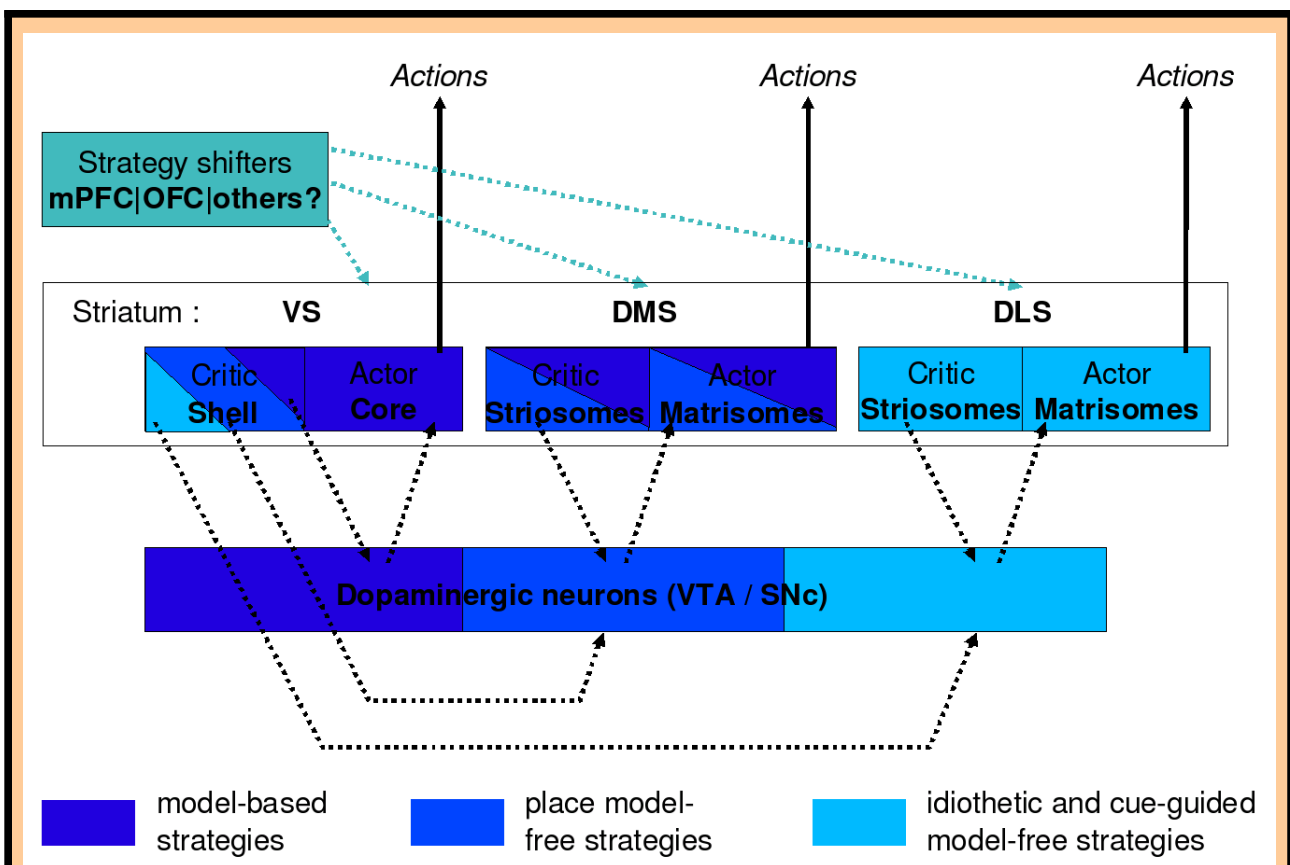 Actions Actions Actions
Strategy shifters
mPFC|OFC|others?
Striatum : VS DMS DLS
Critic Actor Critic Actor Critic Actor
Shell Core Striosomes Matrisomes Striosomes Matrisomes
Dopaminergic neurons (VTA / SNc)
model-based strategies
place model-free strategies
idiothetic and cue-guided model-free strategies